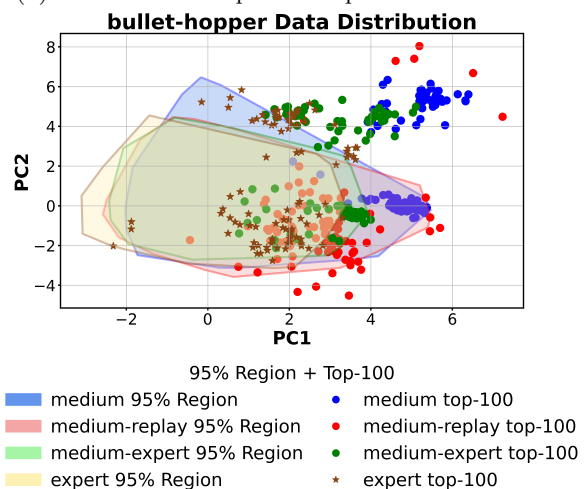 bullet-hopper Data Distribution
PC2
8
6
4
2
0
−2
−4
−2
0
2
4
6
PC1
95% Region + Top-100
medium 95% Region
medium-replay 95% Region
medium-expert 95% Region
expert 95% Region
medium top-100
medium-replay top-100
medium-expert top-100
expert top-100